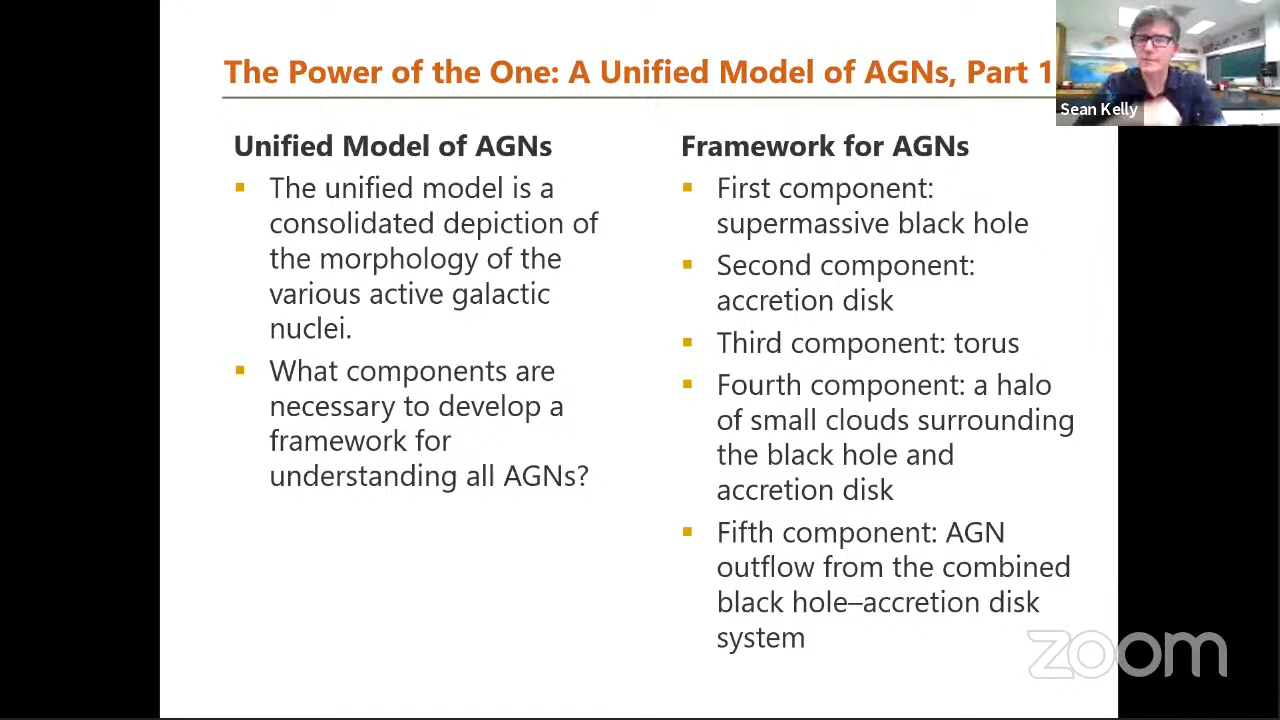 The Power of the One: A Unified Model of AGNs, Part 1
Sean Kelly
Unified Model of AGNs
▪ The unified model is a
consolidated depiction of
the morphology of the
various active galactic
nuclei.
▪ What components are
necessary to develop a
framework for
understanding all AGNs?
Framework for AGNs
▪ First component:
supermassive black hole
▪ Second component:
accretion disk
▪ Third component: torus
▪ Fourth component: a halo
of small clouds surrounding
the black hole and
accretion disk
▪ Fifth component: AGN
outflow from the combined
black hole–accretion disk
system
zoom